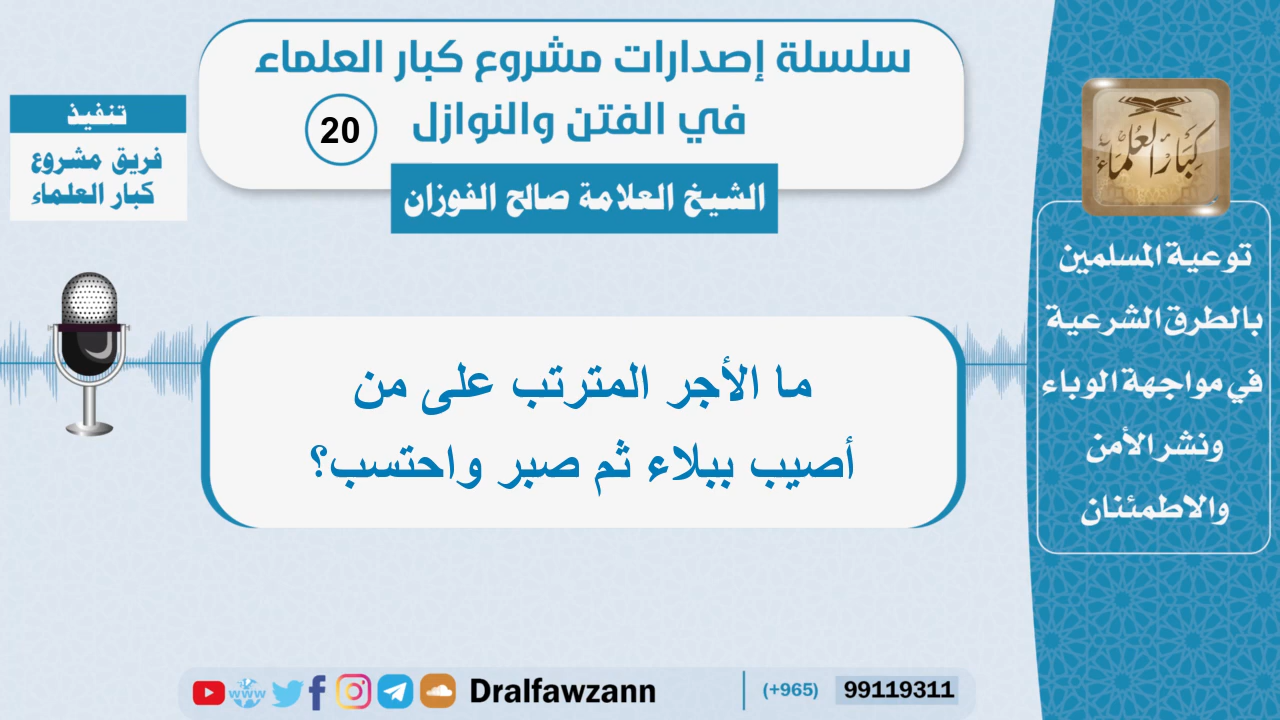 سلسلة إصدارات مشروع كبار العلماء
في الفتن والنوازل
20
الشيخ العلامة صالح الفوزان
تنفيذ
فريق مشروع
كبار العلماء
كبار العلماء
توعية المسلمين
بالطرق الشرعية
في مواجهة الوباء
ونشر الأمن
والاطمئنان
ما الأجر المترتب على من
أصيب ببلاء ثم صبر واحتسب؟
www
Dralfawzann
(+965) 99119311